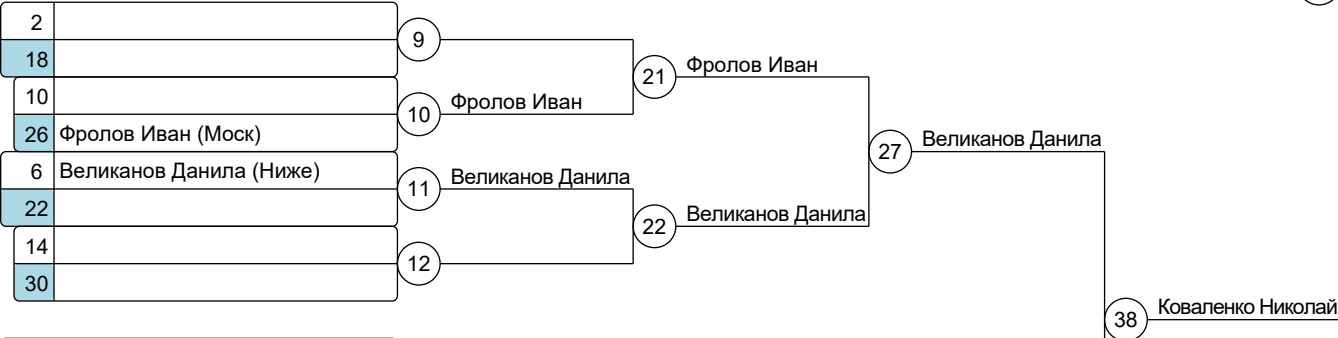 2
9
18
21 Фролов Иван
10
10 Фролов Иван
26 Фролов Иван (Моск)
27 Великанов Данила
6 Великанов Данила (Ниже)
11 Великанов Данила
22
22 Великанов Данила
14
12
30
38 Коваленко Николай